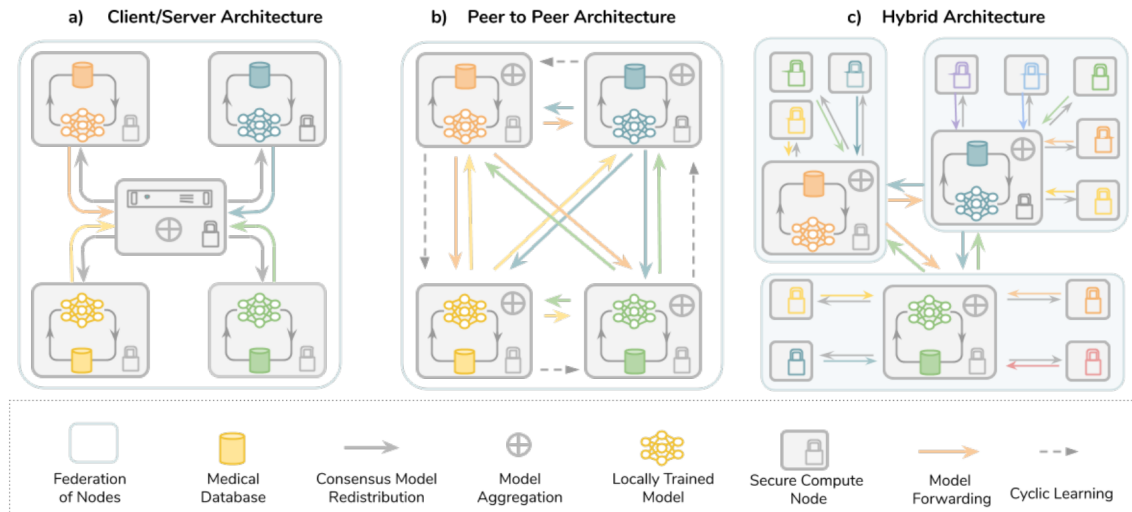 a) Client/Server Architecture
b) Peer to Peer Architecture
c) Hybrid Architecture
Federation
of Nodes
Medical
Database
Consensus Model
Redistribution
Model
Aggregation
Locally Trained
Model
Secure Compute
Node
Model
Forwarding
Cyclic Learning